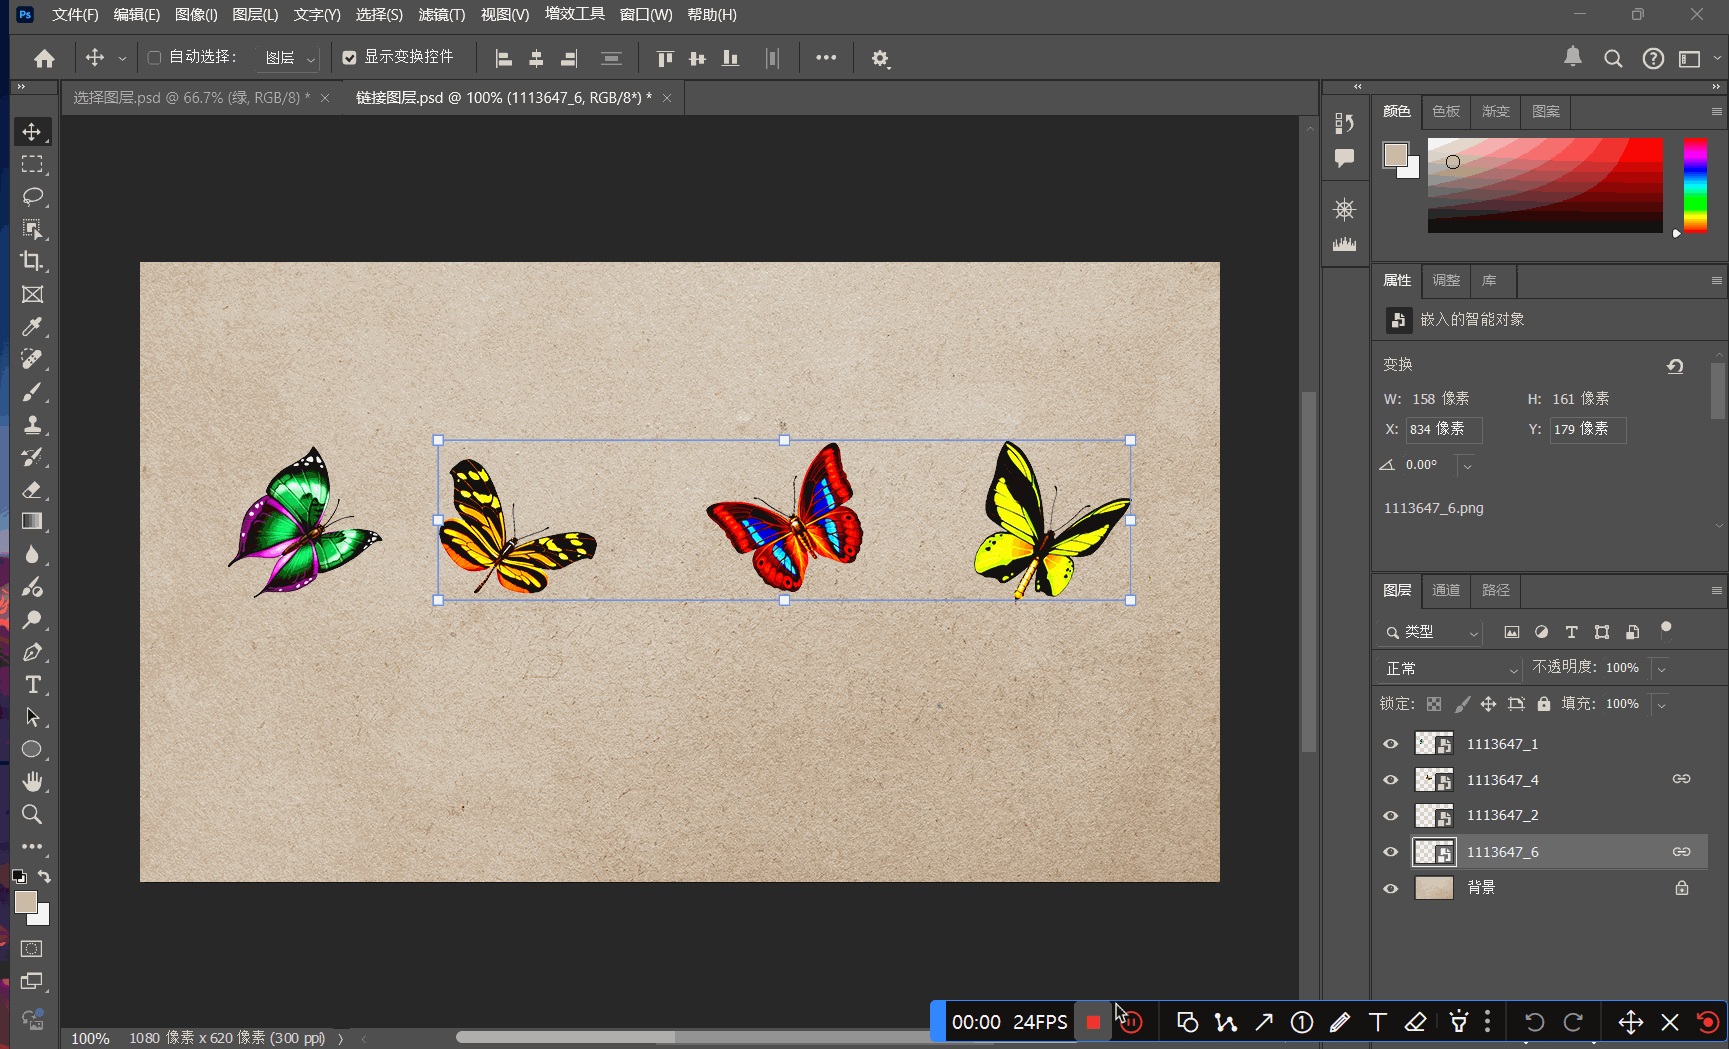 Ps 文件(F) 编辑(E) 图像(I) 图层(L) 文字(Y) 选择(S) 滤镜(T) 视图(V) 增效工具 窗口(W) 帮助(H)
自动选择： 图层 显示变换控件
选择图层.psd @ 66.7% (绿, RGB/8) * × 链接图层.psd @ 100% (1113647_6, RGB/8*) * ×
颜色 色板 渐变 图案
属性 调整 库
嵌入的智能对象
变换
W: 158 像素 H: 161 像素
X: 834 像素 Y: 179 像素
0.00°
1113647_6.png
图层 通道 路径
类型
正常 不透明度: 100%
锁定: 填充: 100%
1113647_1
1113647_4
1113647_2
1113647_6
背景
00:00 24FPS
100% 1080 像素 x 620 像素 (300 ppi)